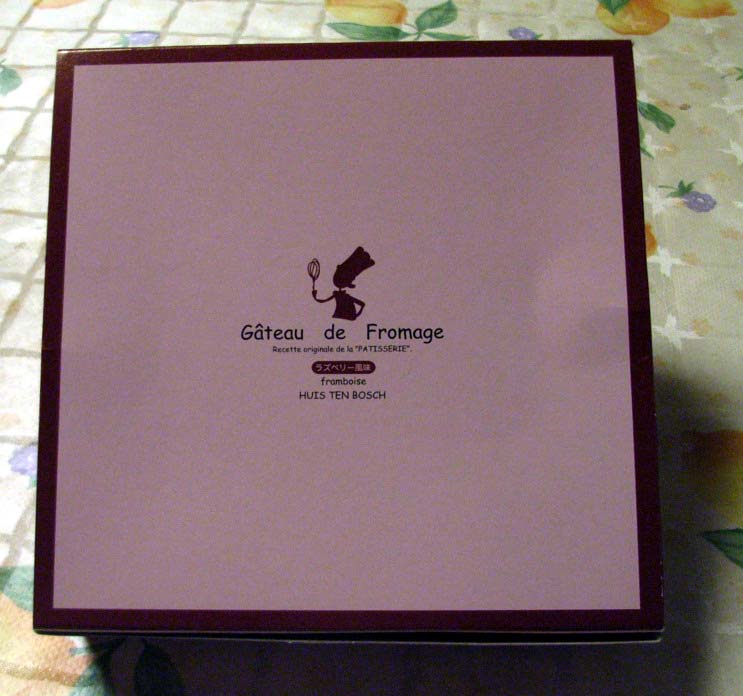 Gâteau de Fromage
Recette originale de la "PATISSERIE".
ラズベリー風味
framboise
HUIS TEN BOSCH